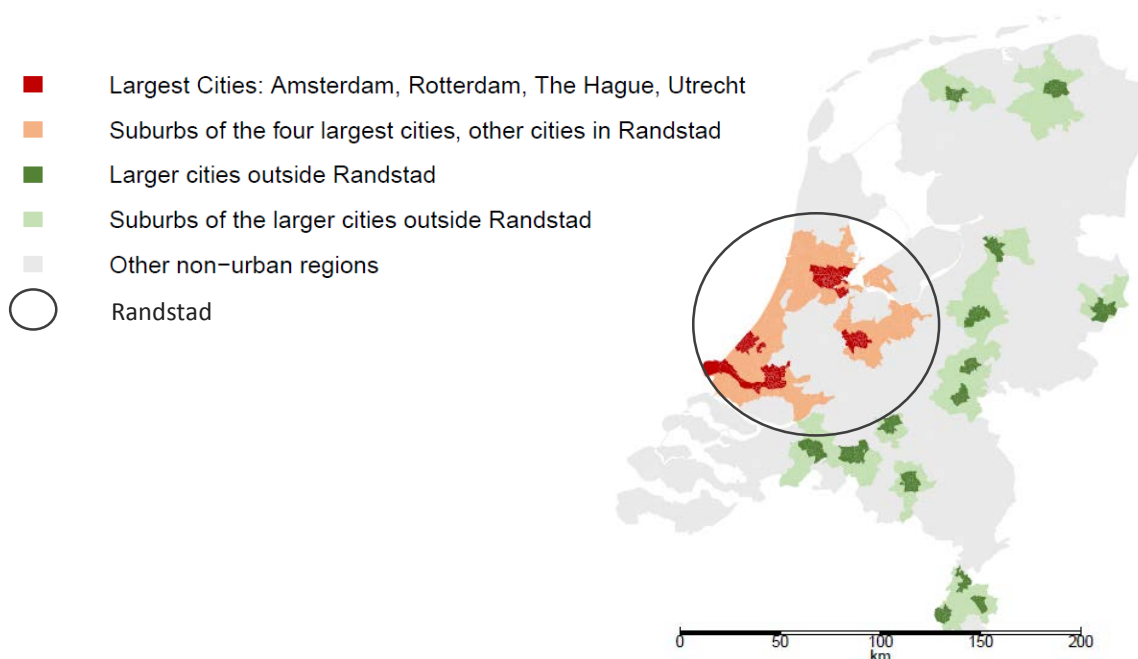 Largest Cities: Amsterdam, Rotterdam, The Hague, Utrecht
Suburbs of the four largest cities, other cities in Randstad
Larger cities outside Randstad
Suburbs of the larger cities outside Randstad
Other non−urban regions
Randstad
0 50 100 150 200
km